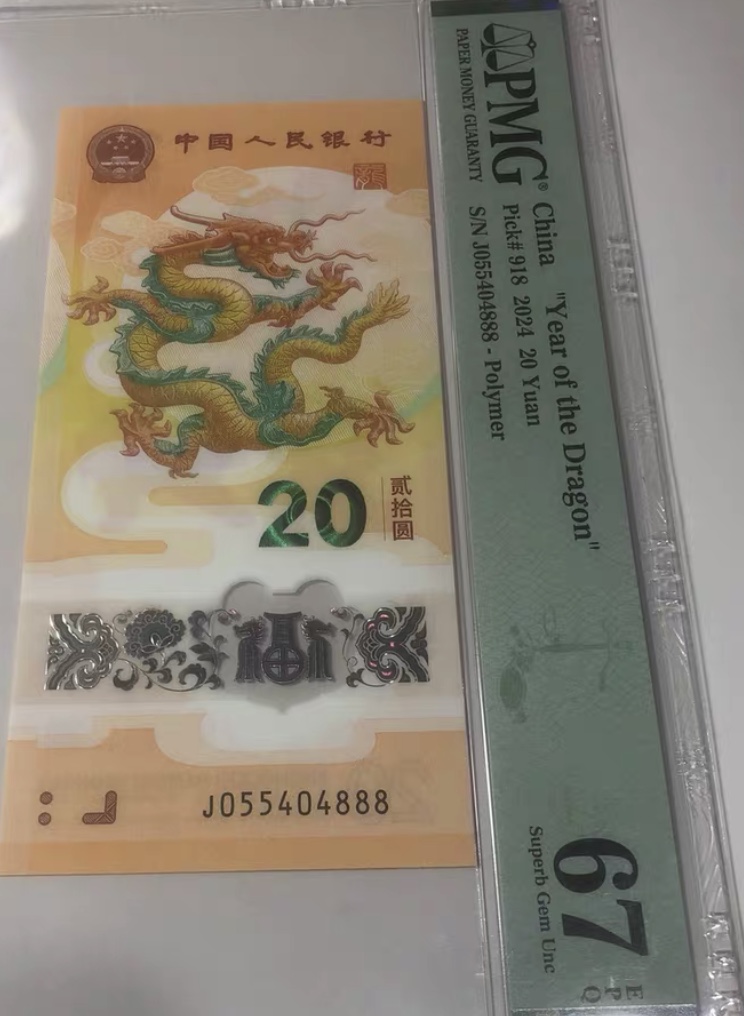 中国人民银行
龍
20
贰拾圆
J055404888
PMG®
PAPER MONEY GUARANTY
China "Year of the Dragon"
Pick# 918 2024 20 Yuan
S/N J055404888 - Polymer
67
EPQ
Superb Gem Unc